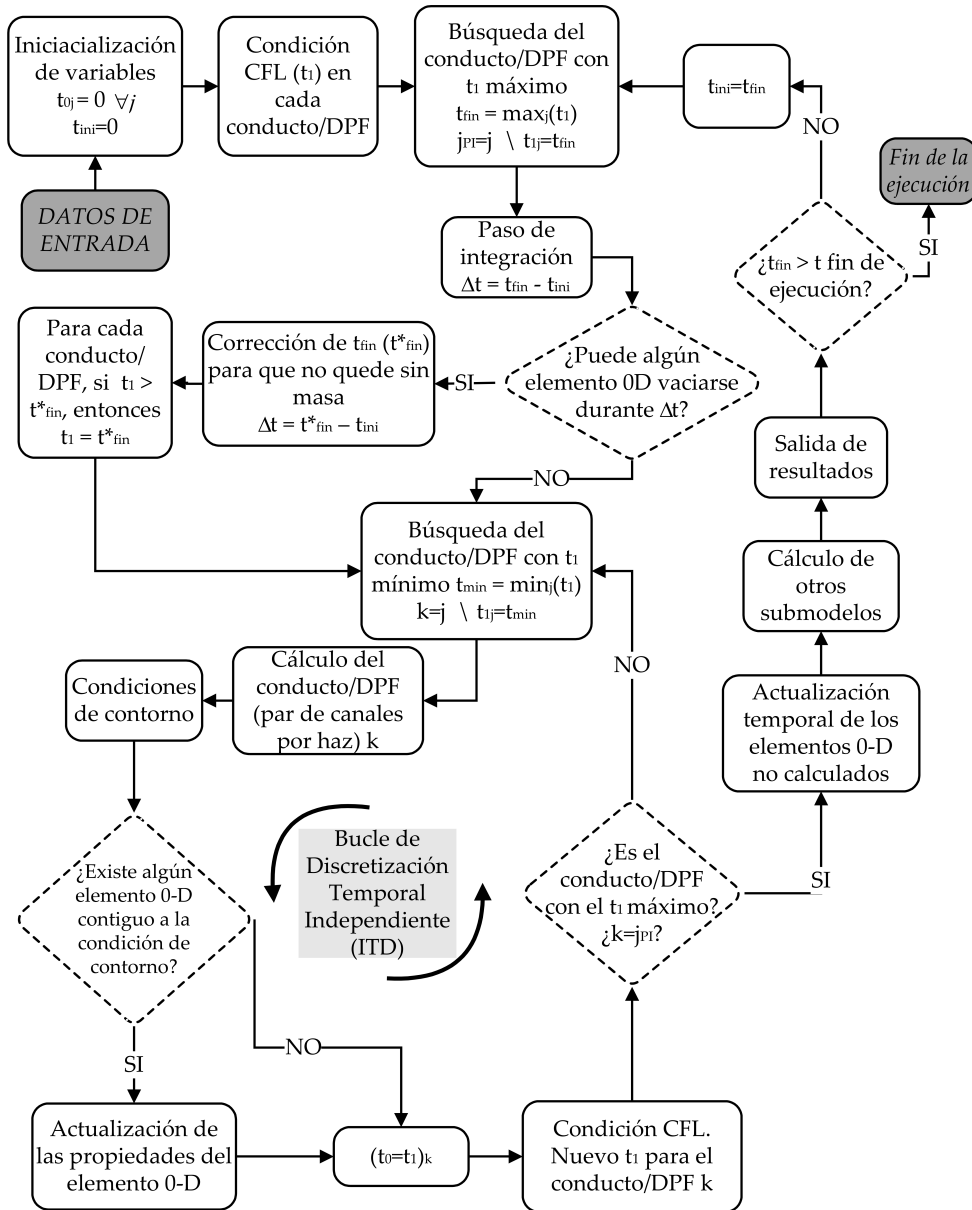 Iniciacialización
de variables
t0j = 0 ∀j
tini=0
Condición
CFL (t1) en
cada
conducto/DPF
Búsqueda del
conducto/DPF con
t1 máximo
tfin = maxj(t1)
jPI=j \ t1j=tfin
tini=tfin
NO
Fin de la
ejecución
SI
DATOS DE
ENTRADA
Paso de
integración
Δt = tfin - tini
¿tfin > t fin de
ejecución?
Para cada
conducto/
DPF, si t1 >
t*fin, entonces
t1 = t*fin
Corrección de tfin (t*fin)
para que no quede sin
masa
Δt = t*fin – tini
SI
¿Puede algún
elemento 0D vaciarse
durante Δt?
NO
Salida de
resultados
Búsqueda del
conducto/DPF con t1
mínimo tmin = minj(t1)
k=j \ t1j=tmin
Cálculo de
otros
submodelos
NO
Condiciones
de contorno
Cálculo del
conducto/DPF
(par de canales
por haz) k
Actualización
temporal de los
elementos 0-D
no calculados
¿Existe algún
elemento 0-D
contiguo a la
condición de
contorno?
Bucle de
Discretización
Temporal
Independiente
(ITD)
¿Es el
conducto/DPF
con el t1 máximo?
¿k=jPI?
SI
SI
NO
Actualización de
las propiedades del
elemento 0-D
(t0=t1)k
Condición CFL.
Nuevo t1 para el
conducto/DPF k